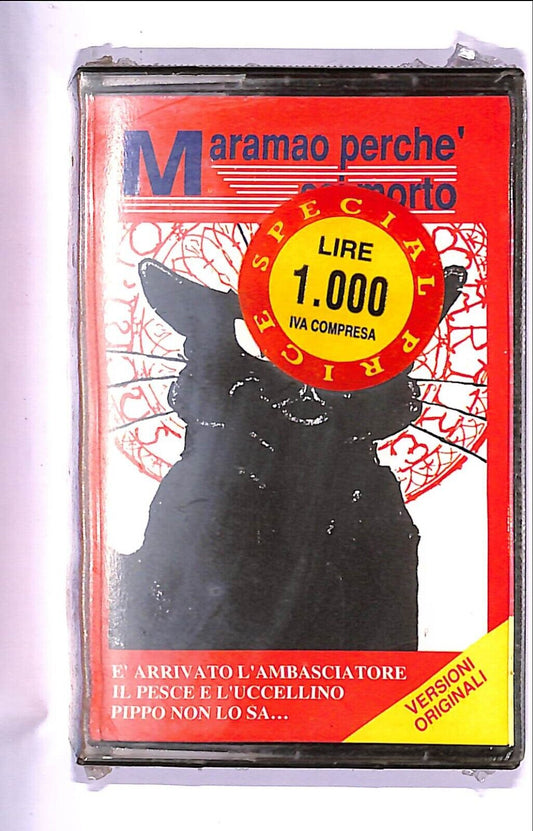 Maramao perche'
morto
SPECIAL PRICE
LIRE
1.000
IVA COMPRESA
E' ARRIVATO L'AMBASCIATORE
IL PESCE E L'UCCELLINO
PIPPO NON LO SA...
VERSIONI
ORIGINALI